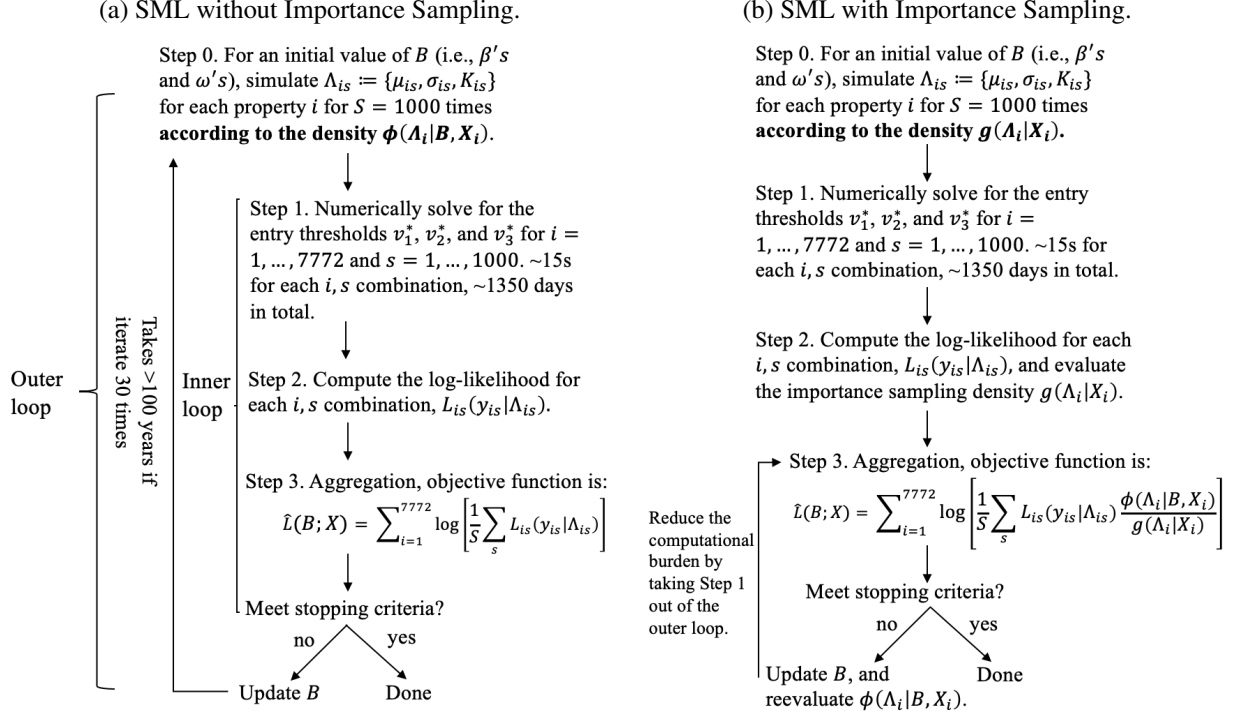 (a) SML without Importance Sampling.
Step 0. For an initial value of B (i.e., β′s
and ω′s), simulate Λ_is ≔ {μ_is, σ_is, K_is}
for each property i for S = 1000 times
according to the density ϕ(Λ_i|B, X_i).
Step 1. Numerically solve for the
entry thresholds v_1^*, v_2^*, and v_3^* for i =
1, … , 7772 and s = 1, … , 1000. ~15s
for each i, s combination, ~1350 days
in total.
Step 2. Compute the log-likelihood for
each i, s combination, L_is(y_is|Λ_is).
Step 3. Aggregation, objective function is:
L̂(B; X) = ∑_{i=1}^{7772} log [1/S ∑_s L_is(y_is|Λ_is)]
Meet stopping criteria?
no
yes
Update B
Done
Inner
loop
Takes >100 years if
iterate 30 times
Outer
loop
(b) SML with Importance Sampling.
Step 0. For an initial value of B (i.e., β′s
and ω′s), simulate Λ_is ≔ {μ_is, σ_is, K_is}
for each property i for S = 1000 times
according to the density g(Λ_i|X_i).
Step 1. Numerically solve for the entry
thresholds v_1^*, v_2^*, and v_3^* for i =
1, … , 7772 and s = 1, … , 1000. ~15s for
each i, s combination, ~1350 days in total.
Step 2. Compute the log-likelihood for each
i, s combination, L_is(y_is|Λ_is), and evaluate
the importance sampling density g(Λ_i|X_i).
Step 3. Aggregation, objective function is:
L̂(B; X) = ∑_{i=1}^{7772} log [1/S ∑_s L_is(y_is|Λ_is) ϕ(Λ_i|B, X_i)/g(Λ_i|X_i)]
Meet stopping criteria?
no
yes
Update B, and
reevaluate ϕ(Λ_i|B, X_i).
Done
Reduce the
computational
burden by
taking Step 1
out of the
outer loop.